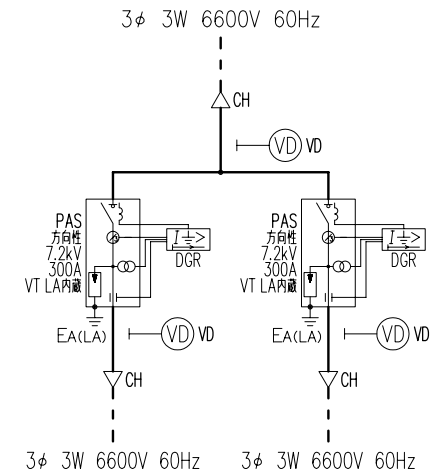 3φ 3W 6600V 60Hz
CH
VD VD
PAS
方向性
7.2kV
300A
VT LA内蔵
I >
DGR
EA(LA)
VD VD
CH
3φ 3W 6600V 60Hz
PAS
方向性
7.2kV
300A
VT LA内蔵
I >
DGR
EA(LA)
VD VD
CH
3φ 3W 6600V 60Hz